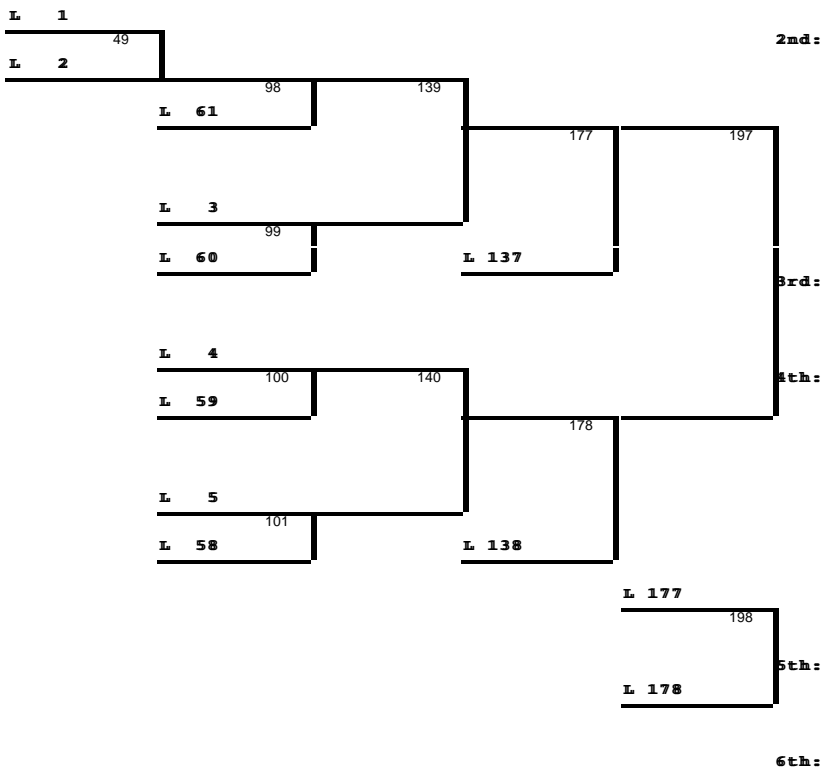 L 1
49
2nd:
L 2
98
139
L 61
177
197
L 3
99
L 60
L 137
3rd:
L 4
100
140
4th:
L 59
178
L 5
101
L 58
L 138
L 177
198
5th:
L 178
6th: